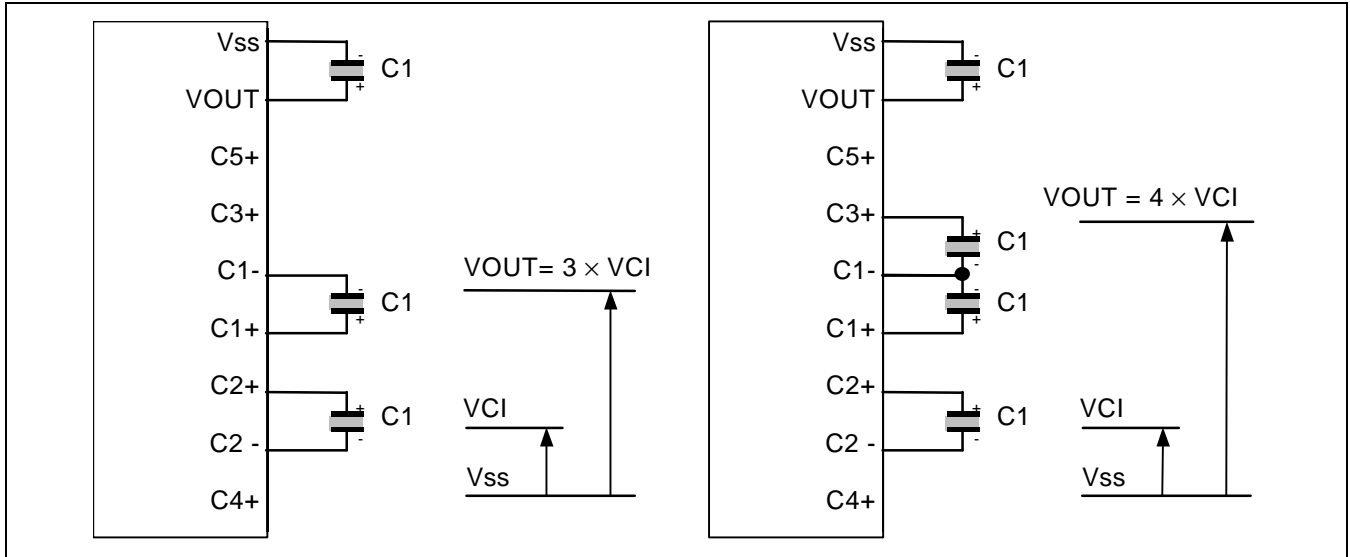 Vss
- C1
+
VOUT
C5+
C3+
C1-
- C1
+
C1+
C2+
+ C1
-
C2 -
C4+
VOUT= 3 × VCI
VCI
Vss
Vss
- C1
+
VOUT
C5+
C3+
+ C1
-
C1-
- C1
+
C1+
C2+
+ C1
-
C2 -
C4+
VOUT = 4 × VCI
VCI
Vss